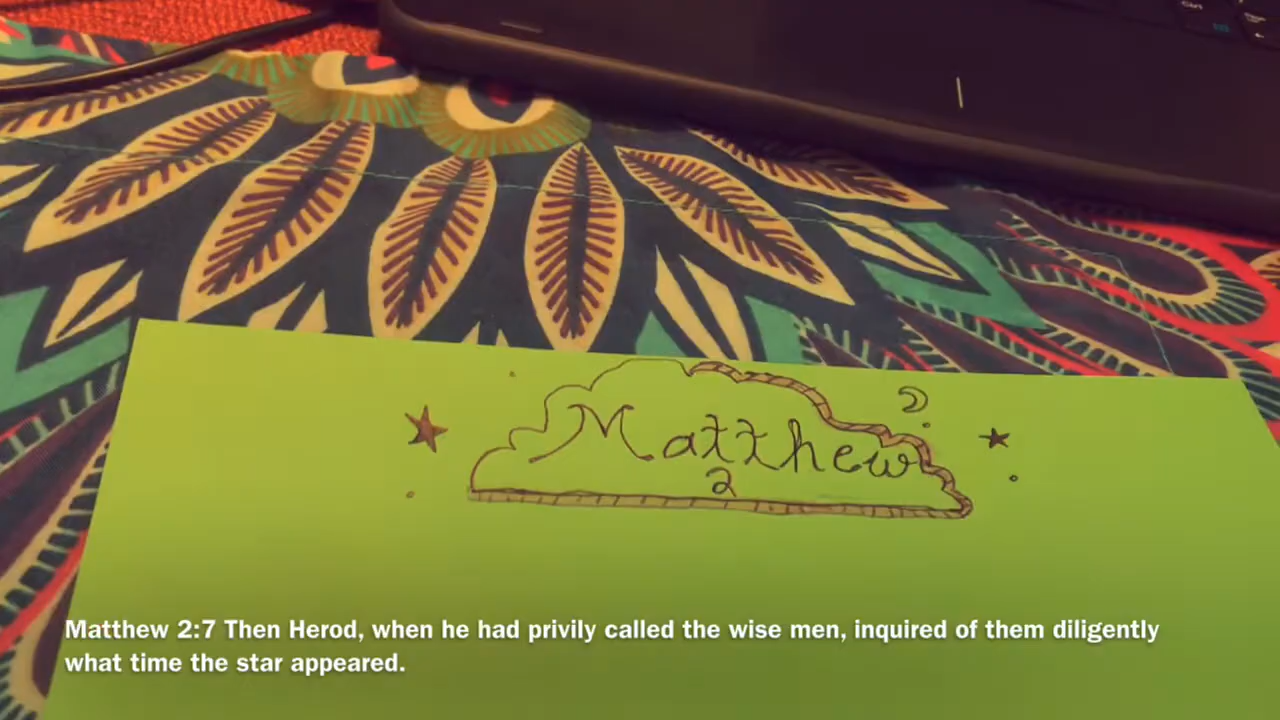 Ctrl
Matthew
2
Matthew 2:7 Then Herod, when he had privily called the wise men, inquired of them diligently
what time the star appeared.